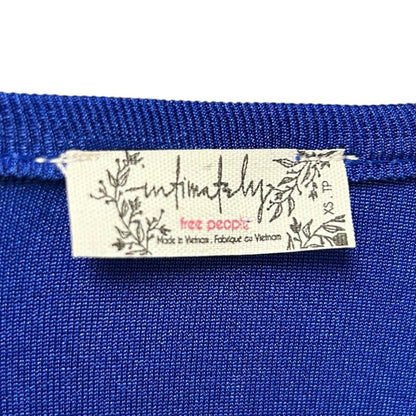 intimately
free people
Made in Vietnam. Fabriqué au Vietnam
XS TP